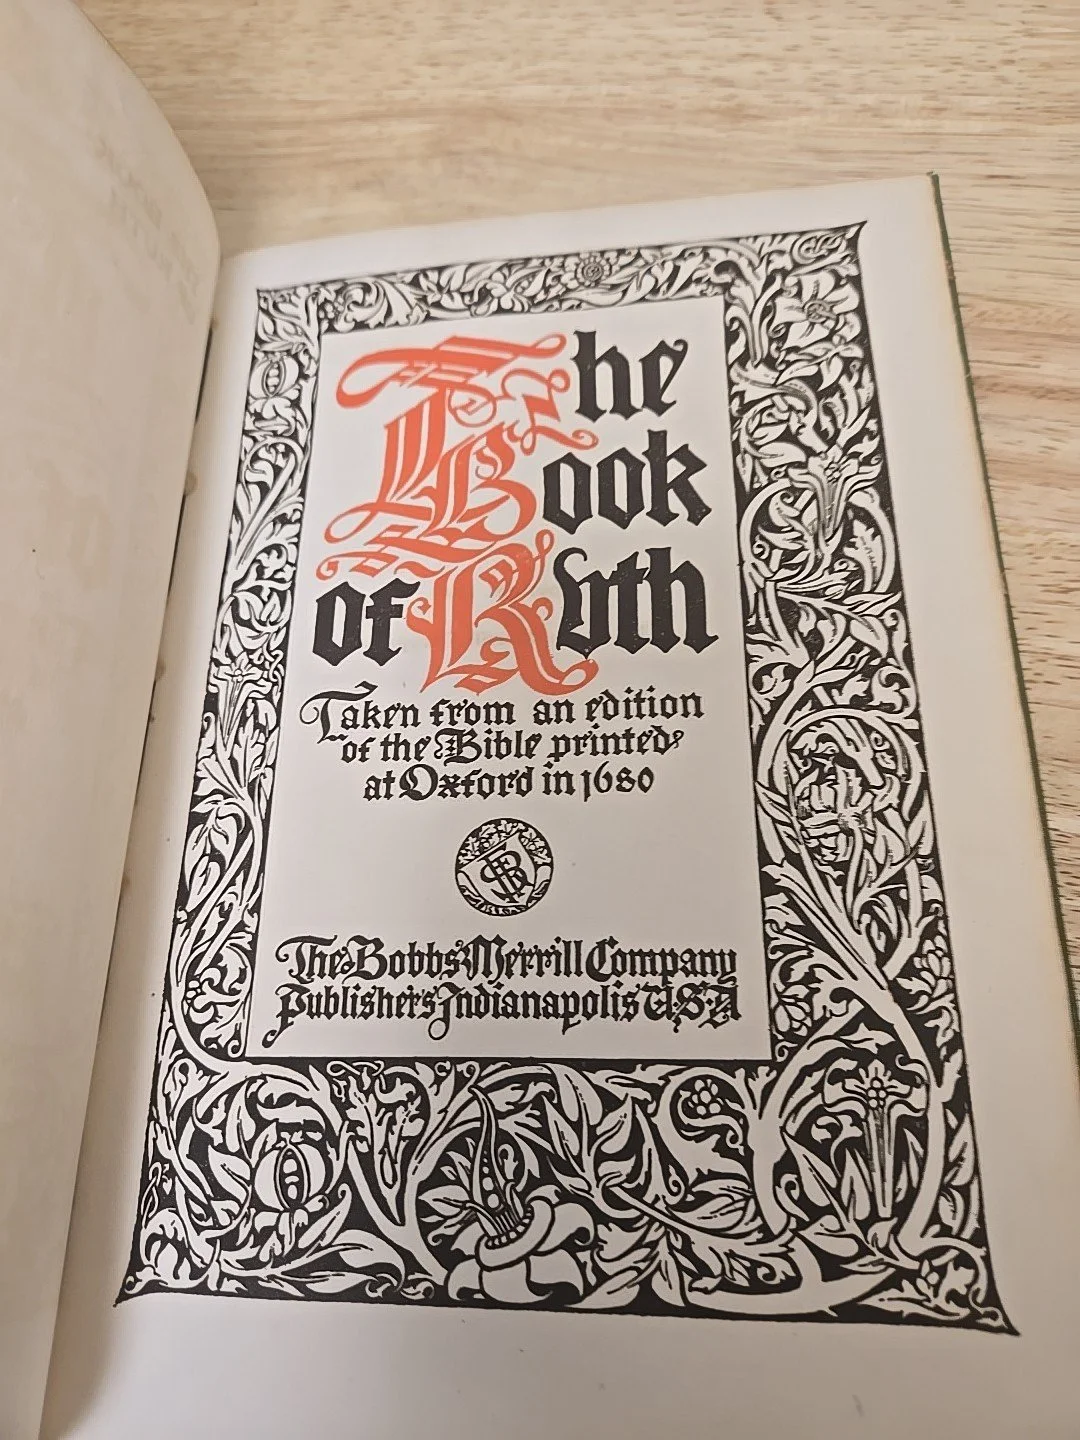 The
Book
of Rvth
Taken from an edition
of the Bible printed
at Oxford in 1680
The Bobbs Merrill Company
Publishers Indianapolis U.S.A